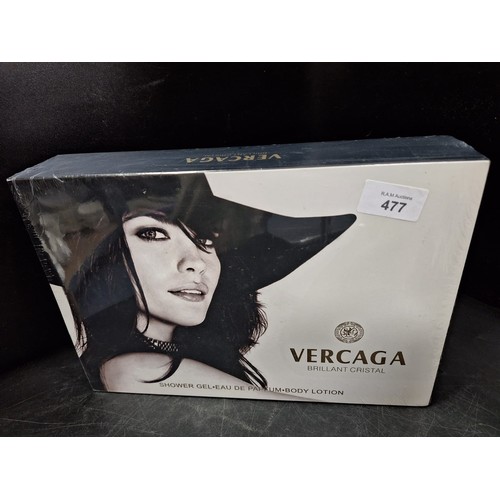 VERCAGA
R.A.M Auctions
477
VERCAGA
BRILLANT CRISTAL
SHOWER GEL•EAU DE PARFUM•BODY LOTION